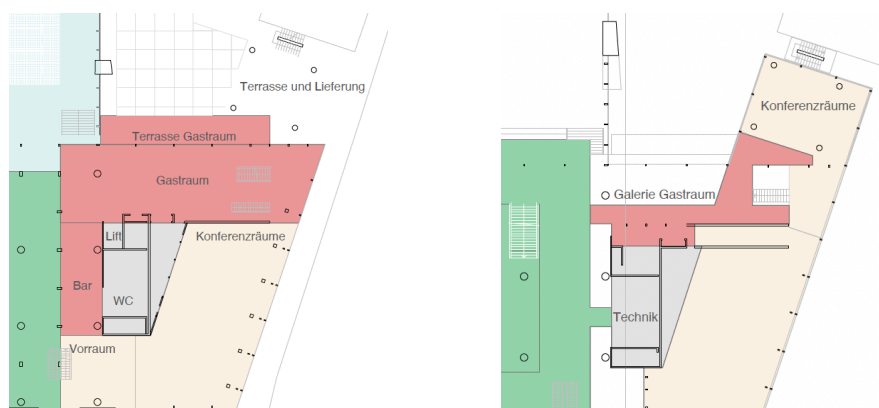 Terrasse und Lieferung
Terrasse Gastraum
Gastraum
Lift
Konferenzräume
Bar
WC
Vorraum
Konferenzräume
Galerie Gastraum
Technik